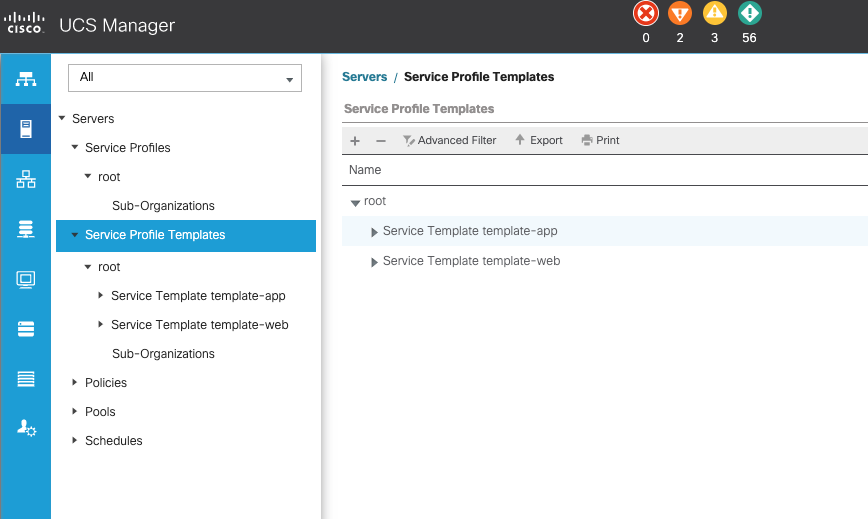 CISCO
UCS Manager
0
2
3
56
All
Servers
Service Profiles
root
Sub-Organizations
Service Profile Templates
root
Service Template template-app
Service Template template-web
Sub-Organizations
Policies
Pools
Schedules
Servers / Service Profile Templates
Service Profile Templates
+ − Advanced Filter Export Print
Name
root
Service Template template-app
Service Template template-web